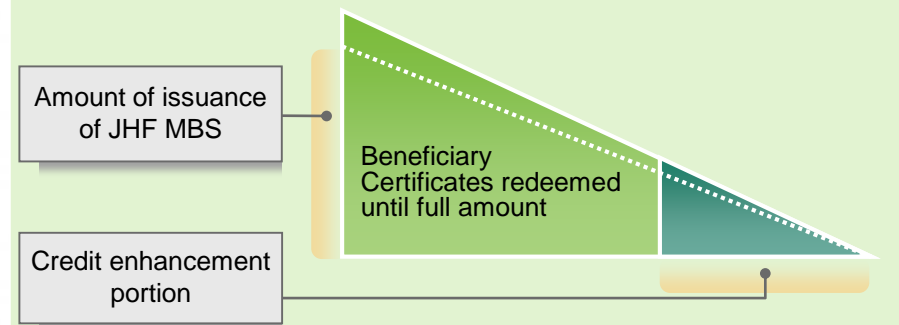 Amount of issuance
of JHF MBS
Beneficiary
Certificates redeemed
until full amount
Credit enhancement
portion